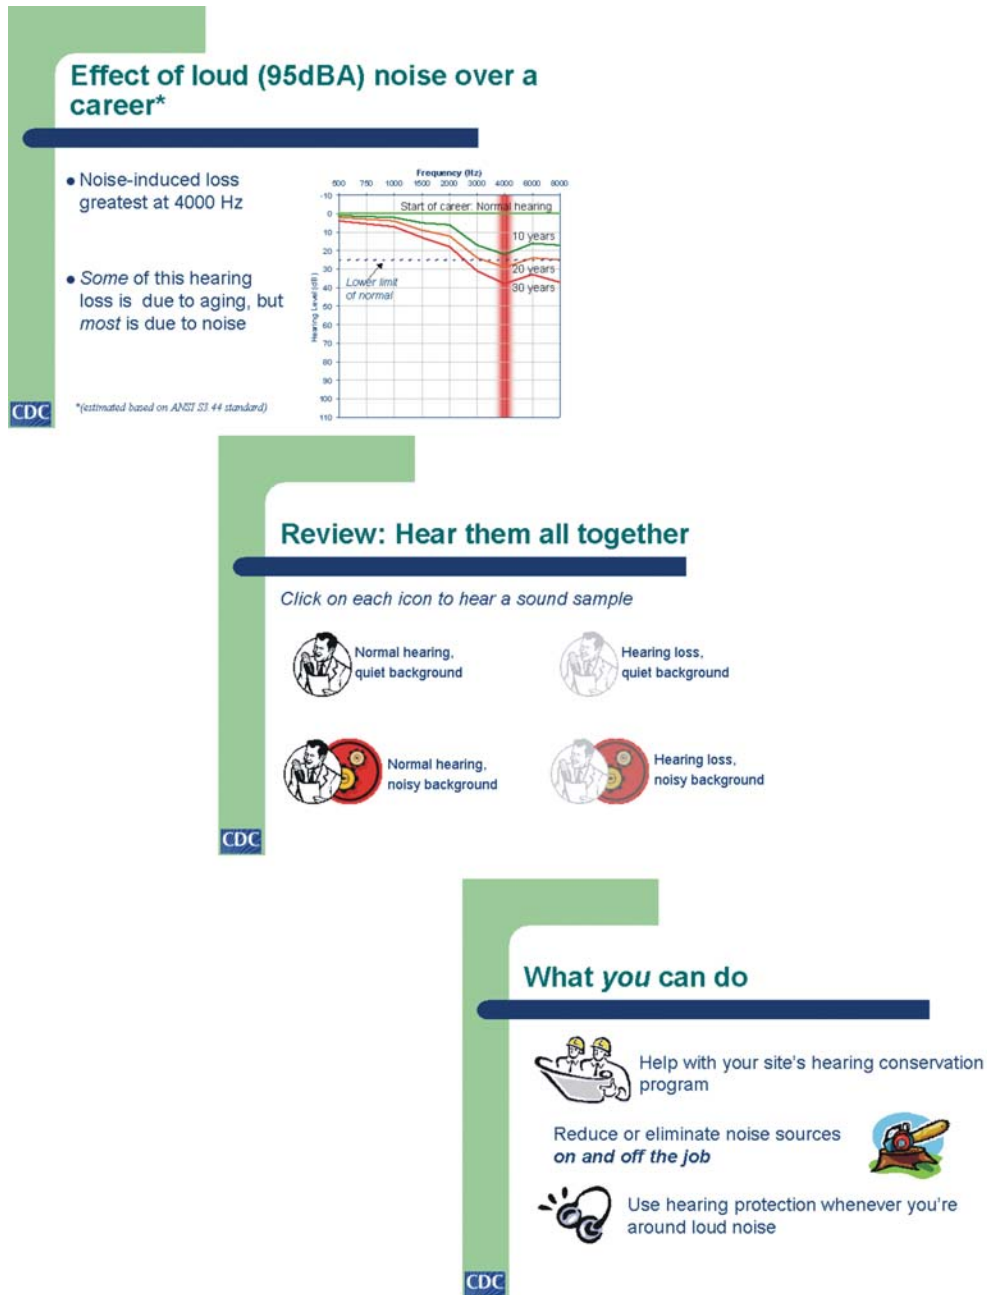 Effect of loud (95dBA) noise over a
career*
● Noise-induced loss
greatest at 4000 Hz
● Some of this hearing
loss is due to aging, but
most is due to noise
*(estimated based on ANSI S3.44 standard)
CDC
Frequency (Hz)
500 750 1000 1500 2000 3000 4000 6000 8000
Hearing Level (dB)
-10
0
10
20
30
40
50
60
70
80
90
100
110
Start of career: Normal hearing
10 years
20 years
30 years
Lower limit
of normal
Review: Hear them all together
Click on each icon to hear a sound sample
Normal hearing,
quiet background
Hearing loss,
quiet background
Normal hearing,
noisy background
Hearing loss,
noisy background
CDC
What you can do
Help with your site's hearing conservation
program
Reduce or eliminate noise sources
on and off the job
Use hearing protection whenever you're
around loud noise
CDC